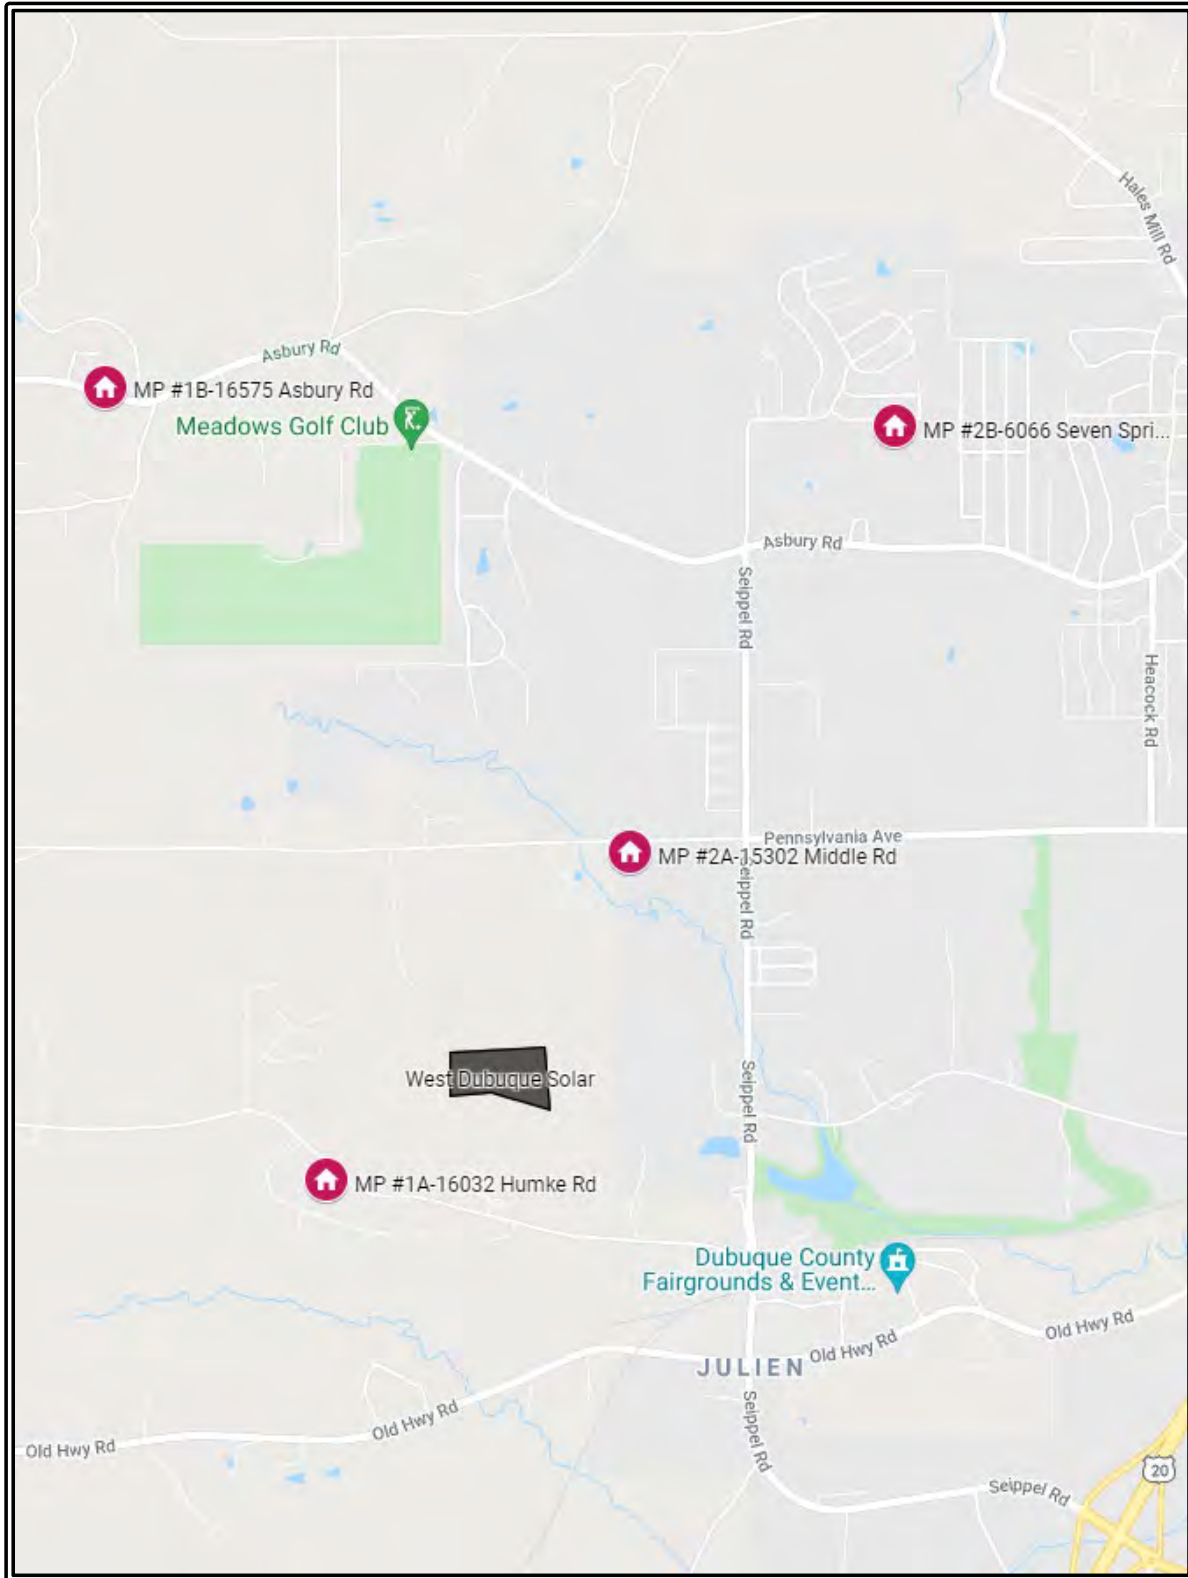 Hales Mill Rd
Asbury Rd
MP #1B-16575 Asbury Rd
Meadows Golf Club
MP #2B-6066 Seven Spri...
Asbury Rd
Seippel Rd
Heacock Rd
Pennsylvania Ave
MP #2A-15302 Middle Rd
Seippel Rd
West Dubuque Solar
Seippel Rd
MP #1A-16032 Humke Rd
Dubuque County
Fairgrounds & Event...
Old Hwy Rd
Old Hwy Rd
JULIEN
Old Hwy Rd
Old Hwy Rd
Seippel Rd
20
Seippel Rd